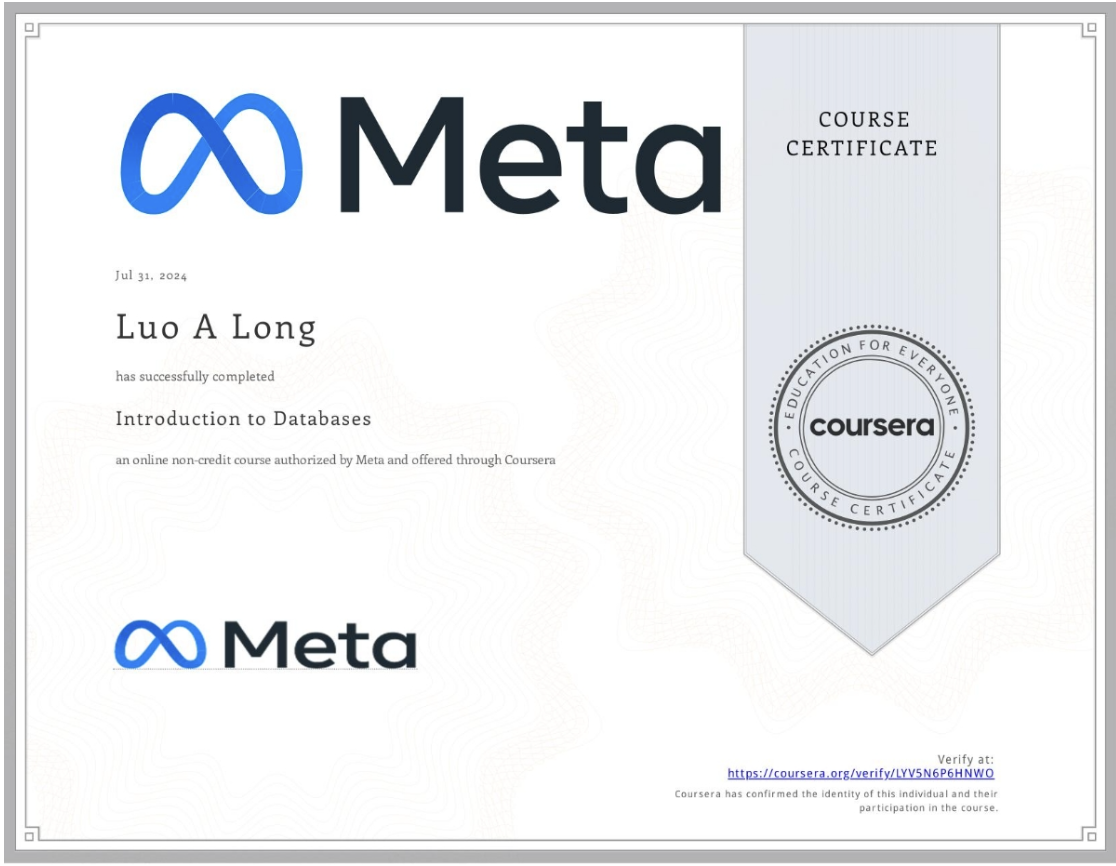 Meta
COURSE
CERTIFICATE
Jul 31, 2024
Luo A Long
has successfully completed
Introduction to Databases
an online non-credit course authorized by Meta and offered through Coursera
EDUCATION FOR EVERYONE
coursera
COURSE CERTIFICATE
Meta
Verify at:
https://coursera.org/verify/LYV5N6P6HNWO
Coursera has confirmed the identity of this individual and their
participation in the course.